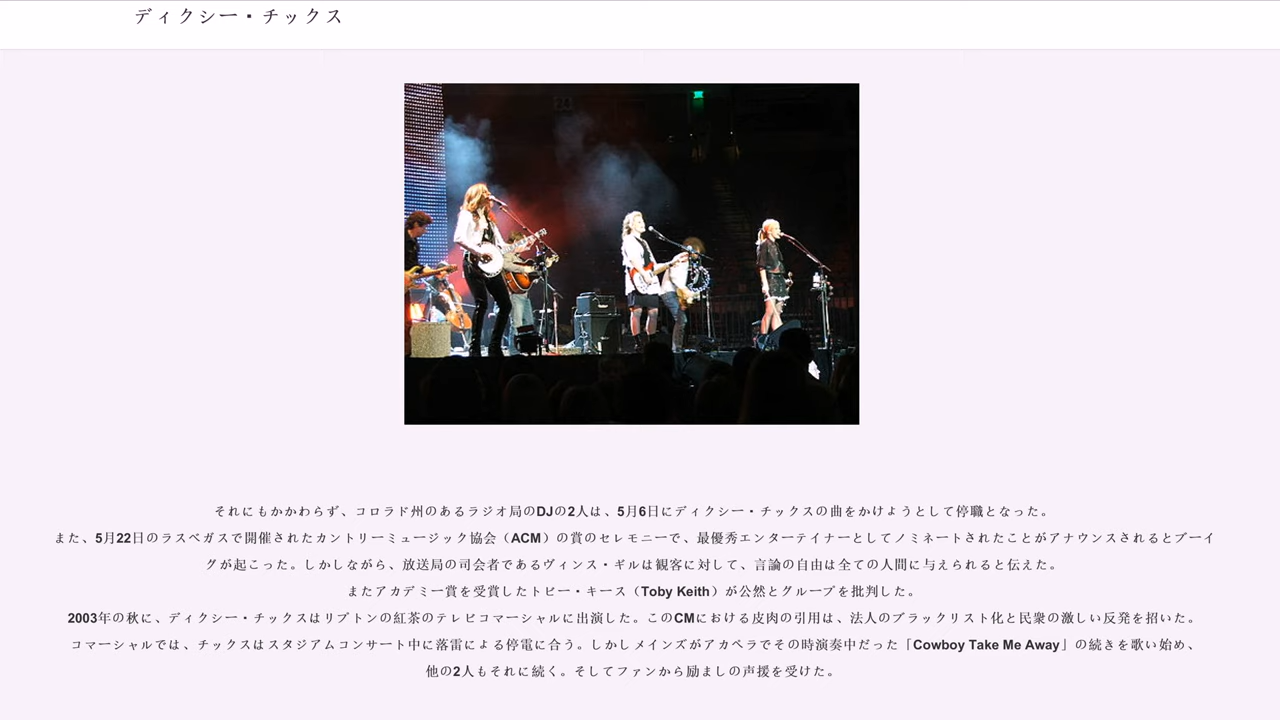 ディクシー・チックス
それにもかかわらず、コロラド州のあるラジオ局のDJの2人は、5月6日にディクシー・チックスの曲をかけようとして停職となった。
また、5月22日のラスベガスで開催されたカントリーミュージック協会（ACM）の賞のセレモニーで、最優秀エンターテイナーとしてノミネートされたことがアナウンスされるとブーイ
グが起こった。しかしながら、放送局の司会者であるヴィンス・ギルは観客に対して、言論の自由は全ての人間に与えられると伝えた。
またアカデミー賞を受賞したトビー・キース（Toby Keith）が公然とグループを批判した。
2003年の秋に、ディクシー・チックスはリプトンの紅茶のテレビコマーシャルに出演した。このCMにおける皮肉の引用は、法人のブラックリスト化と民衆の激しい反発を招いた。
コマーシャルでは、チックスはスタジアムコンサート中に落雷による停電に合う。しかしメインズがアカペラでその時演奏中だった「Cowboy Take Me Away」の続きを歌い始め、
他の2人もそれに続く。そしてファンから励ましの声援を受けた。